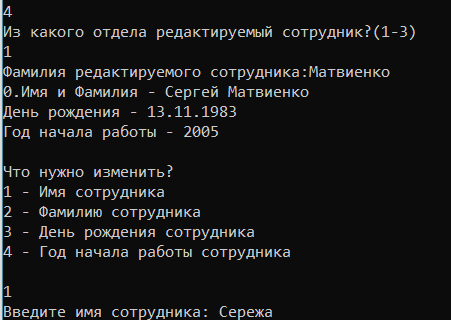 4
Из какого отдела редактируемый сотрудник?(1-3)
1
Фамилия редактируемого сотрудника:Матвиенко
0.Имя и Фамилия - Сергей Матвиенко
День рождения - 13.11.1983
Год начала работы - 2005
Что нужно изменить?
1 - Имя сотрудника
2 - Фамилию сотрудника
3 - День рождения сотрудника
4 - Год начала работы сотрудника
1
Введите имя сотрудника: Сережа